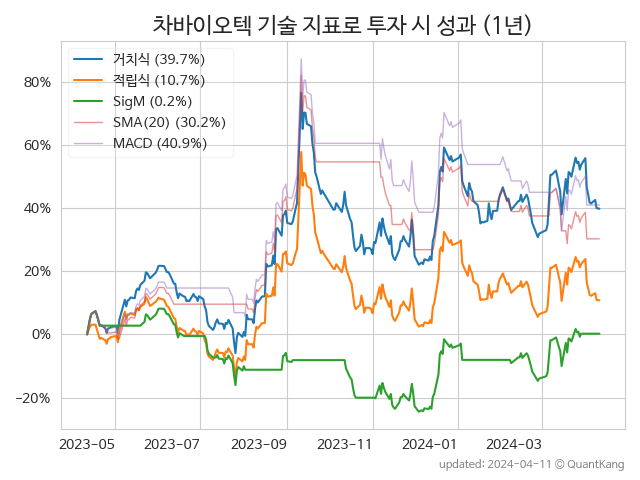 차바이오텍 기술 지표로 투자 시 성과 (1년)
거치식 (39.7%)
적립식 (10.7%)
SigM (0.2%)
SMA(20) (30.2%)
MACD (40.9%)
80%
60%
40%
20%
0%
−20%
2023-05
2023-07
2023-09
2023-11
2024-01
2024-03
updated: 2024-04-11 © QuantKang